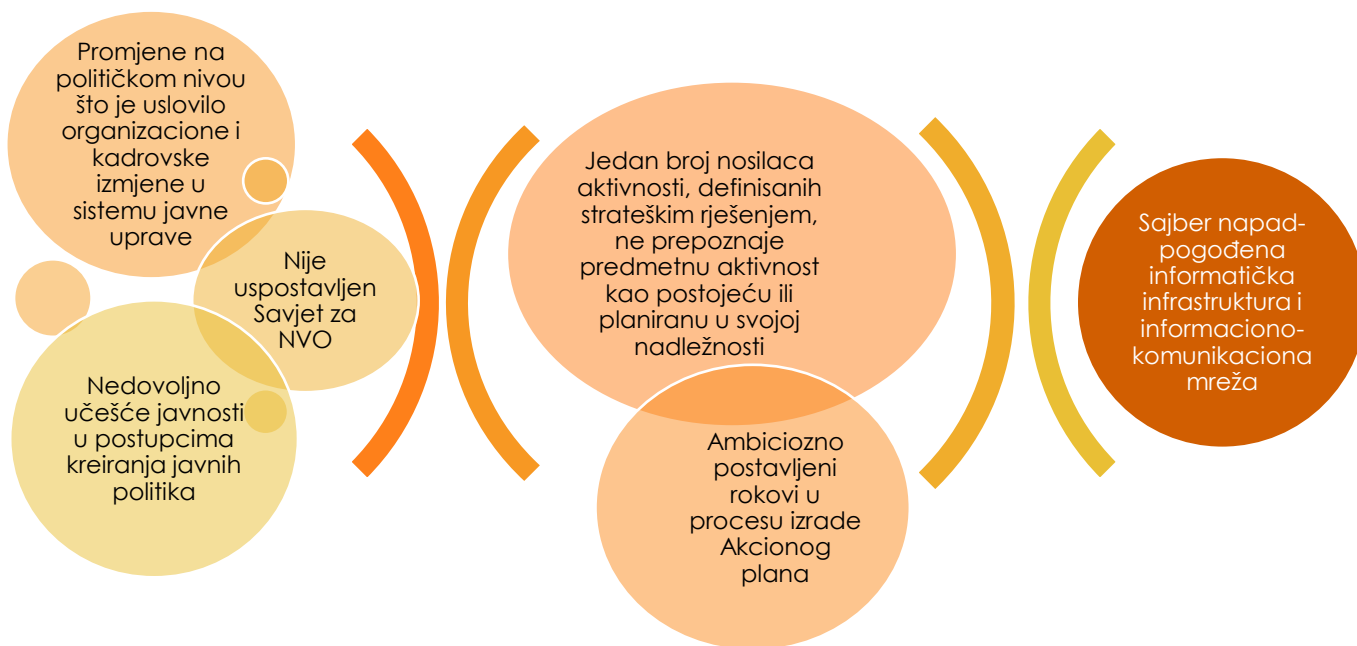 Promjene na
političkom nivou
što je uslovilo
organizacione i
kadrovske
izmjene u
sistemu javne
uprave
Nije
uspostavljen
Savjet za
NVO
Nedovoljno
učešće javnosti
u postupcima
kreiranja javnih
politika
Jedan broj nosilaca
aktivnosti, definisanih
strateškim rješenjem,
ne prepoznaje
predmetnu aktivnost
kao postojeću ili
planiranu u svojoj
nadležnosti
Ambiciozno
postavljeni
rokovi u
procesu izrade
Akcionog
plana
Sajber napad-
pogođena
informatička
infrastruktura i
informaciono-
komunikaciona
mreža